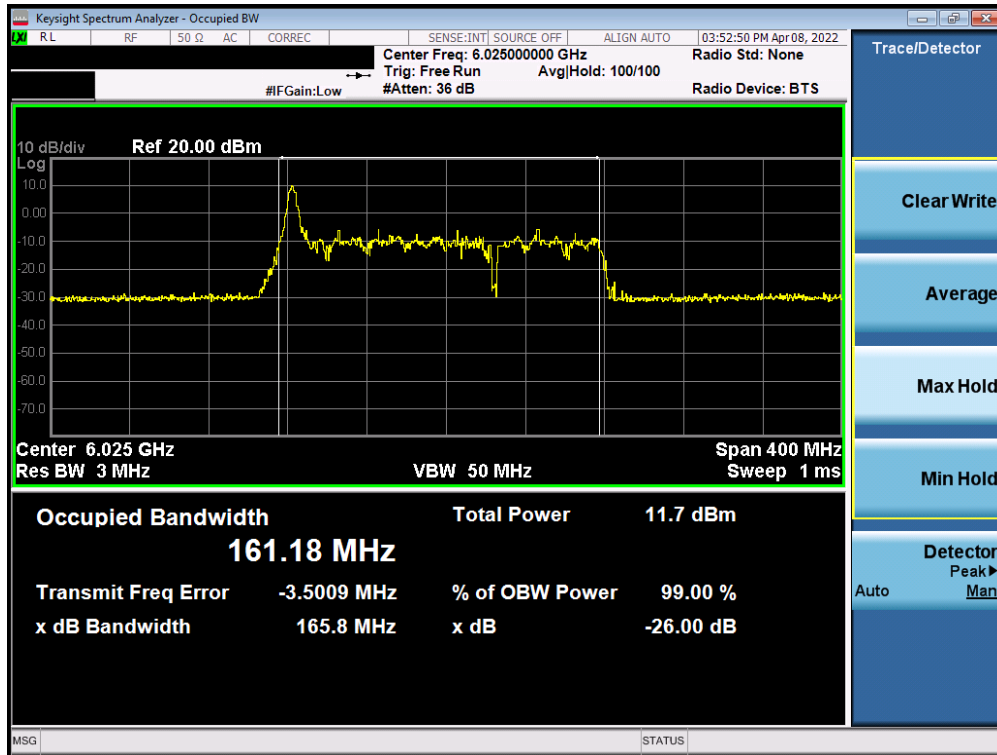 Keysight Spectrum Analyzer - Occupied BW
LXI RL RF 50 Ω AC CORREC SENSE:INT SOURCE OFF ALIGN AUTO 03:52:50 PM Apr 08, 2022
Center Freq: 6.025000000 GHz Radio Std: None
Trig: Free Run Avg|Hold: 100/100
#IFGain:Low #Atten: 36 dB Radio Device: BTS
Trace/Detector
10 dB/div Ref 20.00 dBm
Log
10.0
0.00
-10.0
-20.0
-30.0
-40.0
-50.0
-60.0
-70.0
Center 6.025 GHz Span 400 MHz
Res BW 3 MHz VBW 50 MHz Sweep 1 ms
Clear Write
Average
Max Hold
Min Hold
Detector
Peak▶
Auto Man
Occupied Bandwidth Total Power 11.7 dBm
161.18 MHz
Transmit Freq Error -3.5009 MHz % of OBW Power 99.00 %
x dB Bandwidth 165.8 MHz x dB -26.00 dB
MSG STATUS